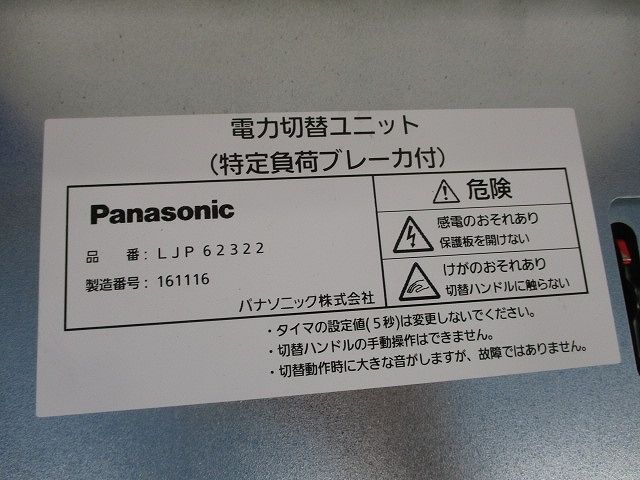 電力切替ユニット
(特定負荷ブレーカ付)
Panasonic
品 番: LJP62322
製造番号: 161116
パナソニック株式会社
危険
感電のおそれあり
保護板を開けない
けがのおそれあり
切替ハンドルに触らない
・タイマの設定値(5秒)は変更しないでください。
・切替ハンドルの手動操作はできません。
・切替動作時に大きな音がしますが、故障ではありません。